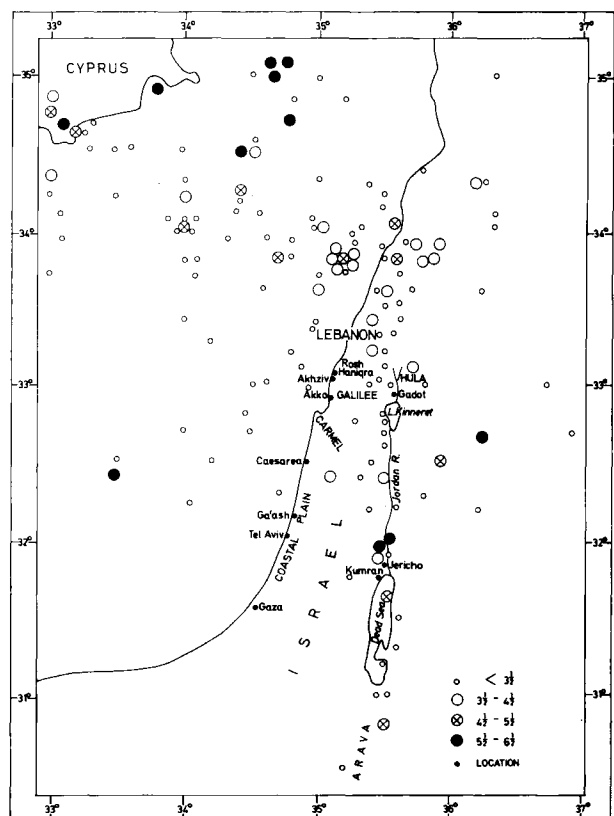 33° 34° 35° 36°
CYPRUS
35° 35°
34° 34°
LEBANON
Rosh
Haniqra
HULA
Akhziv
33° 33°
Akko
GALILEE
Gadot
L.Kinneret
CARMEL
Caesarea
Jordan R.
Ga'ash
COASTAL PLAIN
Tel Aviv
32° 32°
ISRAEL
Jericho
Kumran
Gaza
Dead Sea
31° 31°
< 3½
3½ - 4½
4½ - 5½
5½ - 6½
LOCATION
ARAVA
33° 34° 35° 36°